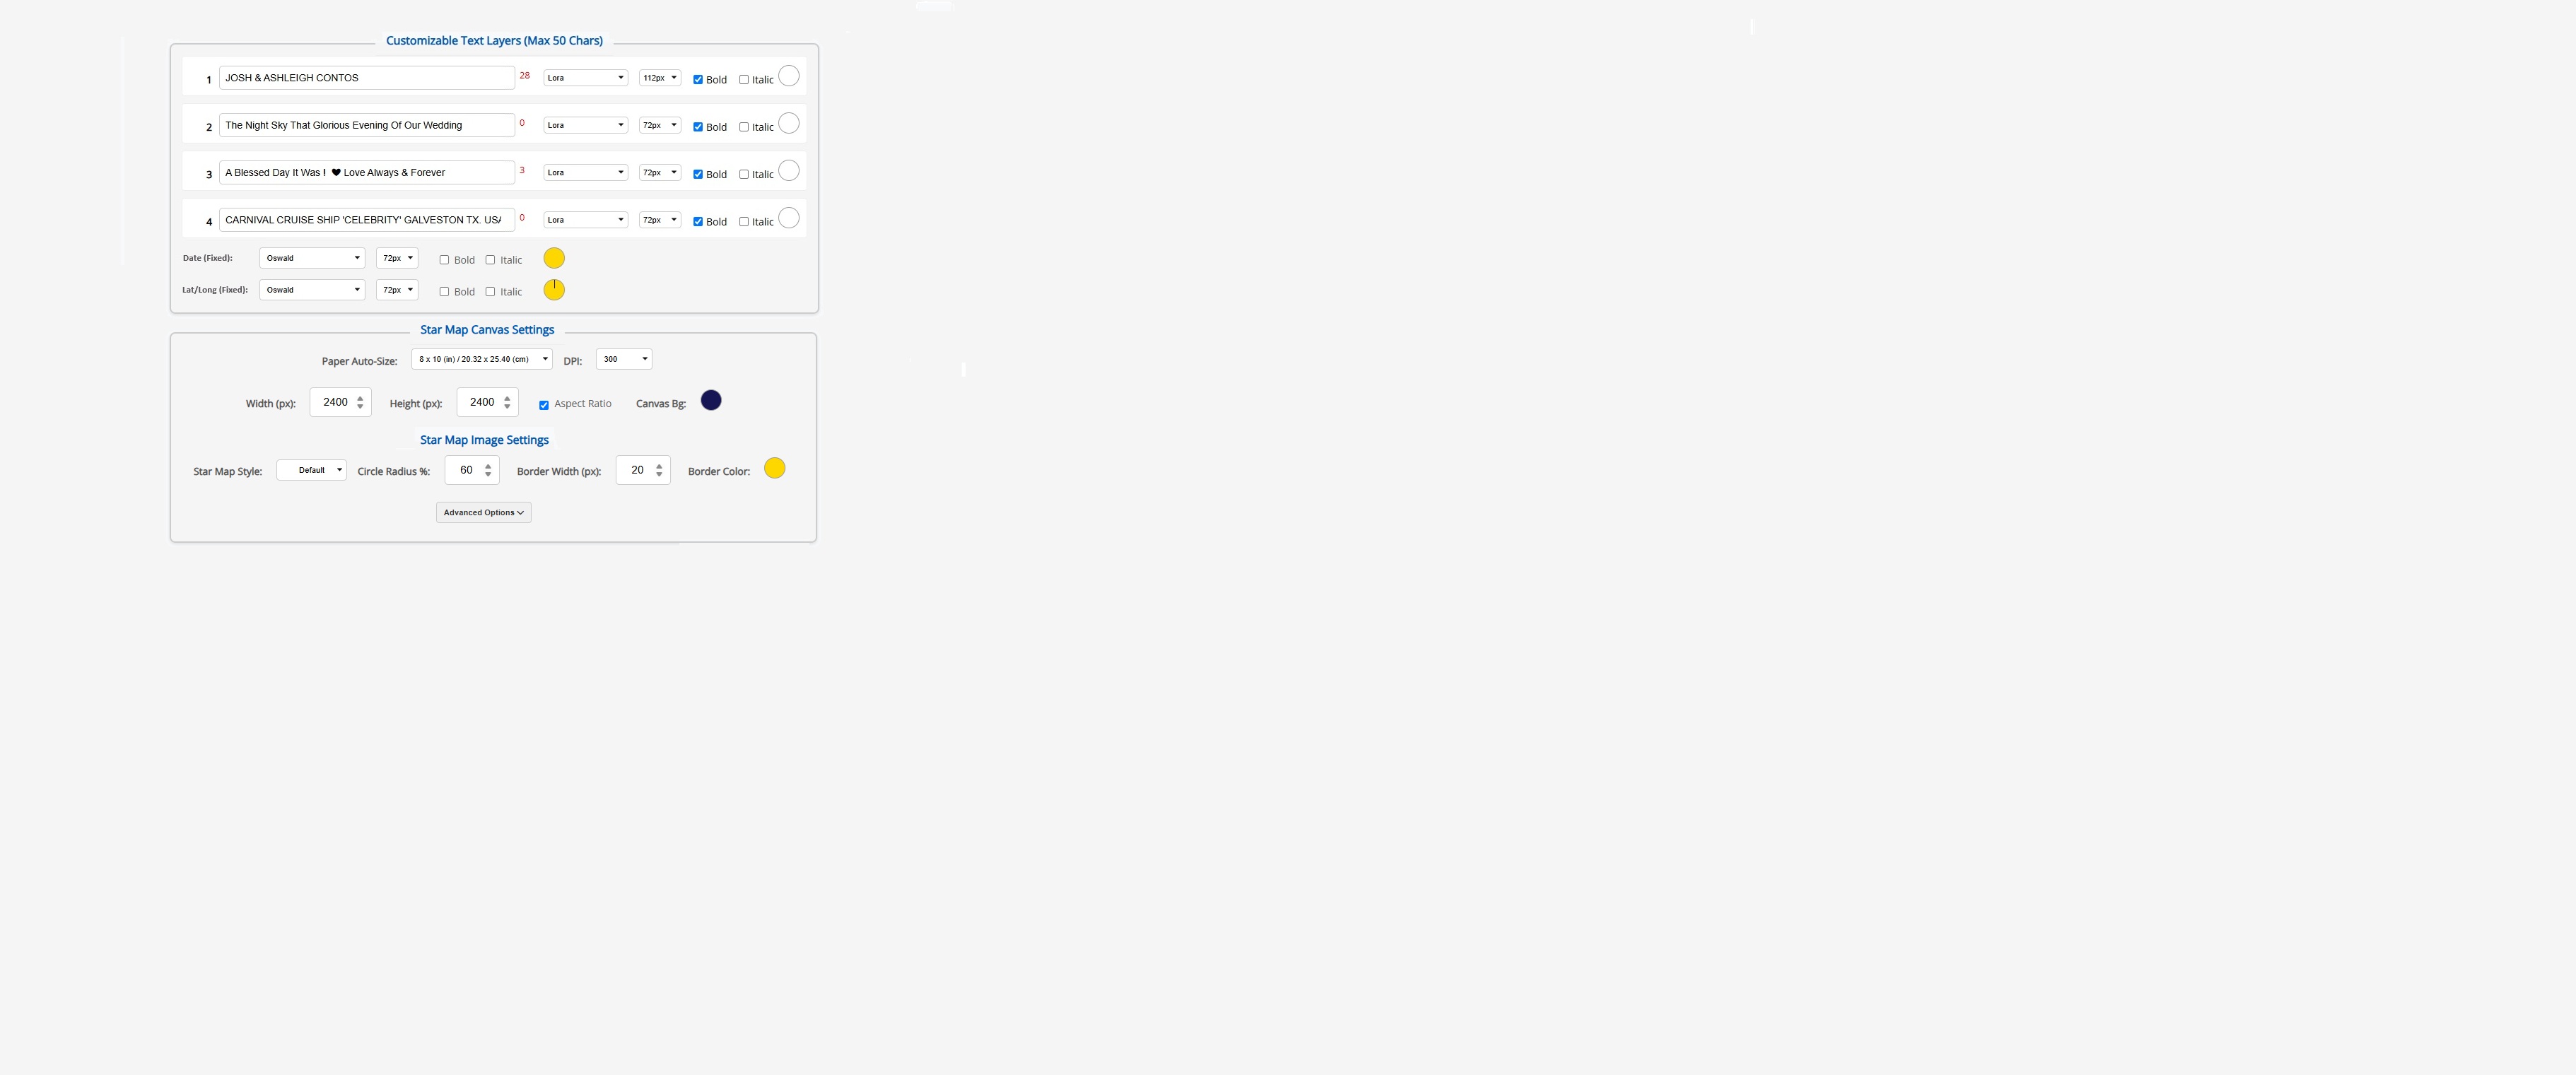 Customizable Text Layers (Max 50 Chars)
1 JOSH & ASHLEIGH CONTOS 28 Lora 112px Bold Italic
2 The Night Sky That Glorious Evening Of Our Wedding 0 Lora 72px Bold Italic
3 A Blessed Day It Was ! ♥ Love Always & Forever 3 Lora 72px Bold Italic
4 CARNIVAL CRUISE SHIP 'CELEBRITY' GALVESTON TX. USA 0 Lora 72px Bold Italic
Date (Fixed): Oswald 72px Bold Italic
Lat/Long (Fixed): Oswald 72px Bold Italic
Star Map Canvas Settings
Paper Auto-Size: 8 x 10 (in) / 20.32 x 25.40 (cm) DPI: 300
Width (px): 2400 Height (px): 2400 Aspect Ratio Canvas Bg:
Star Map Image Settings
Star Map Style: Default Circle Radius %: 60 Border Width (px): 20 Border Color:
Advanced Options